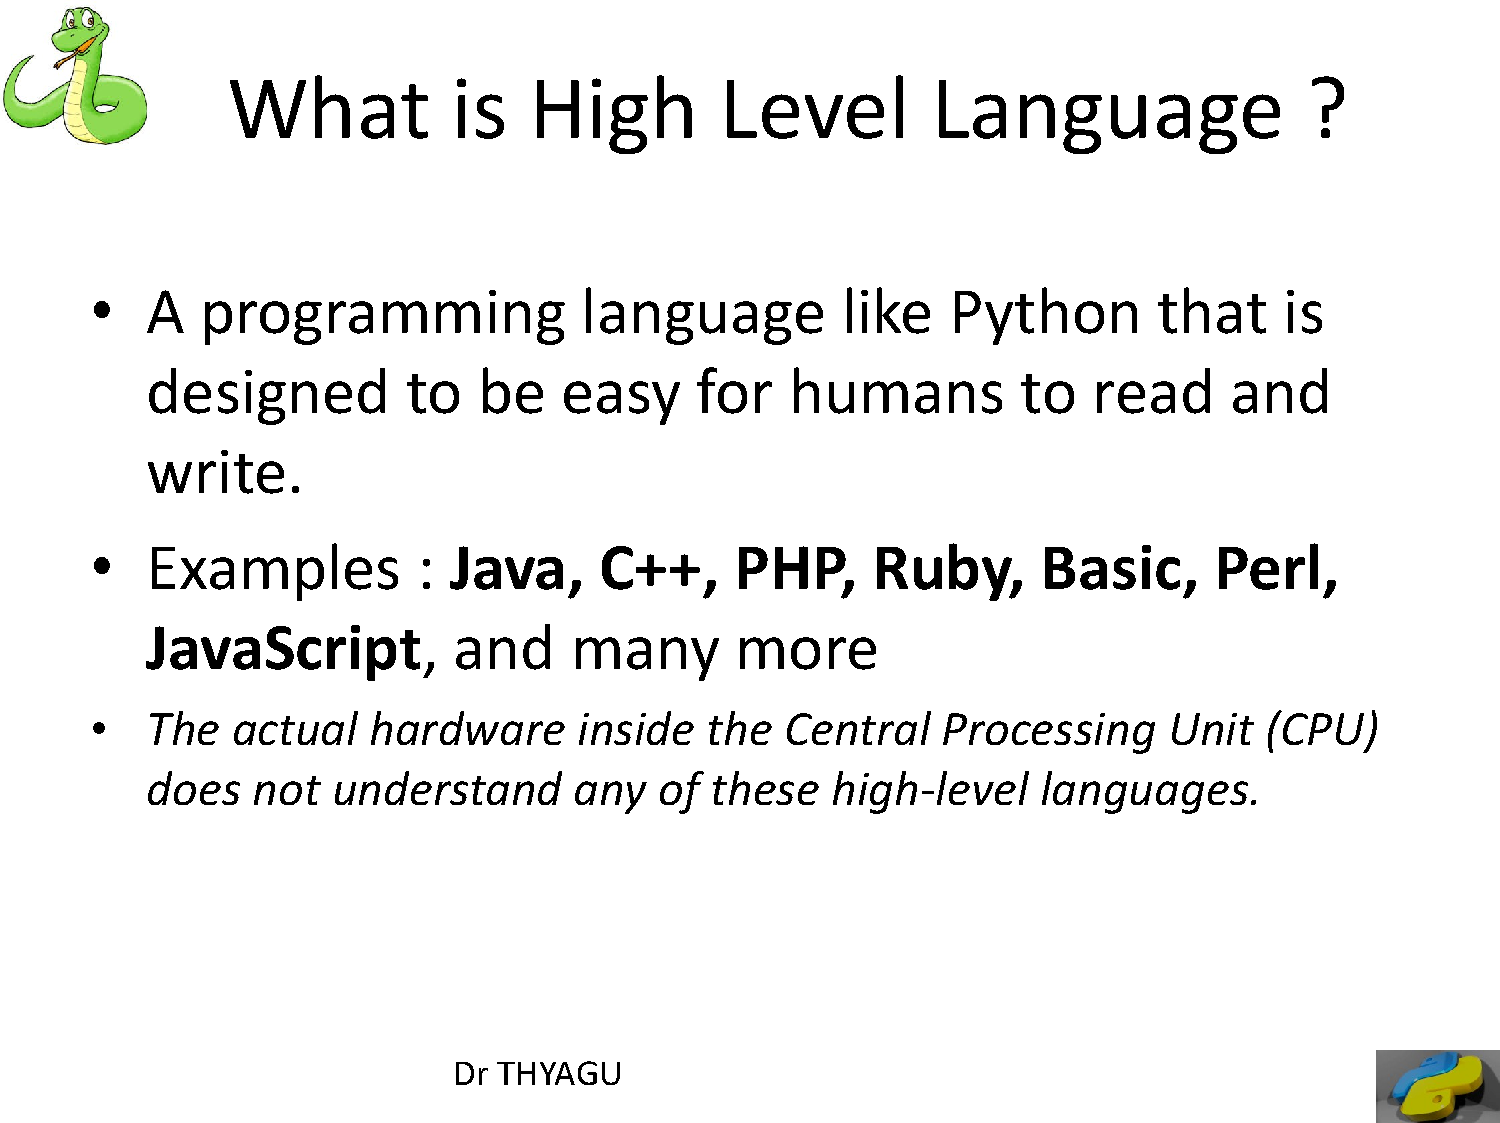 What is High Level Language ?
• A programming language like Python that is
designed to be easy for humans to read and
write.
• Examples : Java, C++, PHP, Ruby, Basic, Perl,
JavaScript, and many more
• The actual hardware inside the Central Processing Unit (CPU)
does not understand any of these high-level languages.
Dr THYAGU